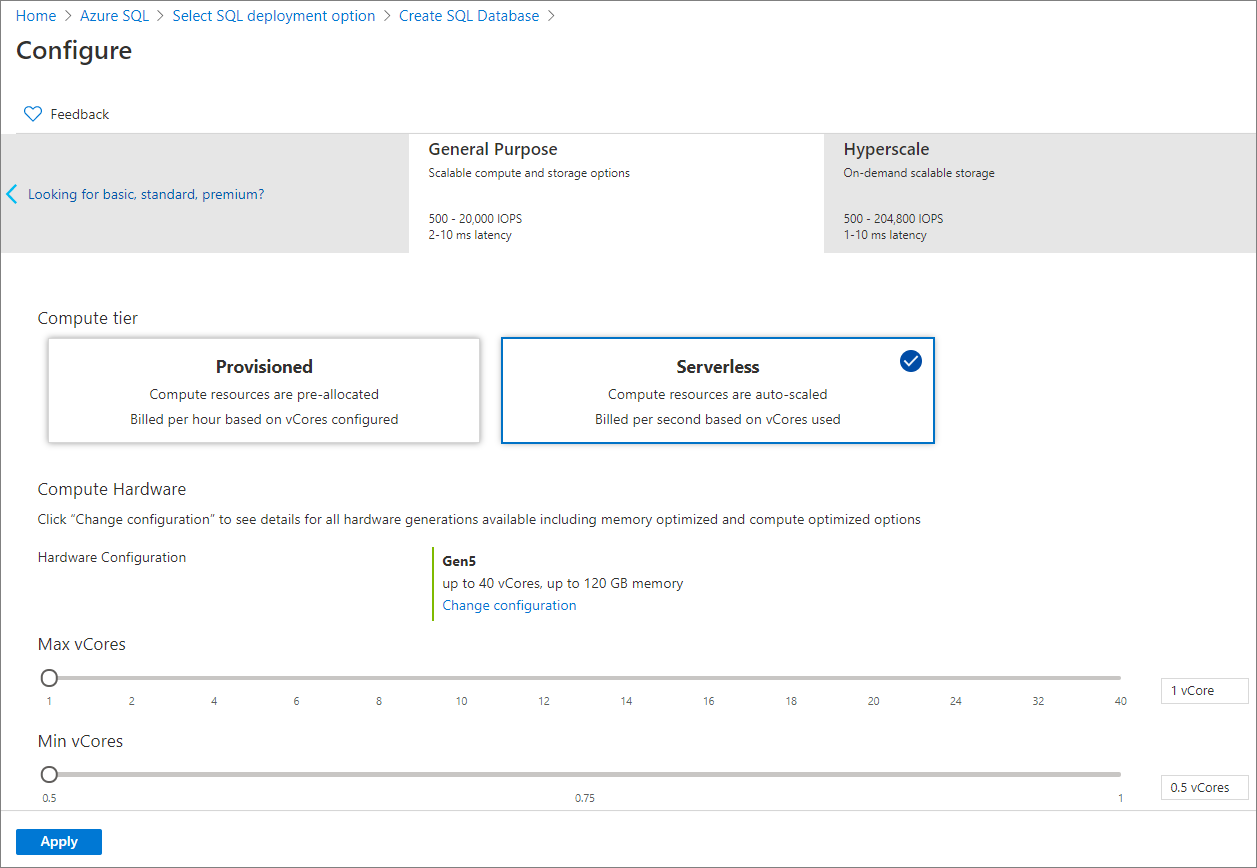 Home > Azure SQL > Select SQL deployment option > Create SQL Database >
Configure
Feedback
Looking for basic, standard, premium?
General Purpose
Scalable compute and storage options
500 - 20,000 IOPS
2-10 ms latency
Hyperscale
On-demand scalable storage
500 - 204,800 IOPS
1-10 ms latency
Compute tier
Provisioned
Compute resources are pre-allocated
Billed per hour based on vCores configured
Serverless
Compute resources are auto-scaled
Billed per second based on vCores used
Compute Hardware
Click “Change configuration” to see details for all hardware generations available including memory optimized and compute optimized options
Hardware Configuration
Gen5
up to 40 vCores, up to 120 GB memory
Change configuration
Max vCores
1 2 4 6 8 10 12 14 16 18 20 24 32 40
1 vCore
Min vCores
0.5 0.75 1
0.5 vCores
Apply